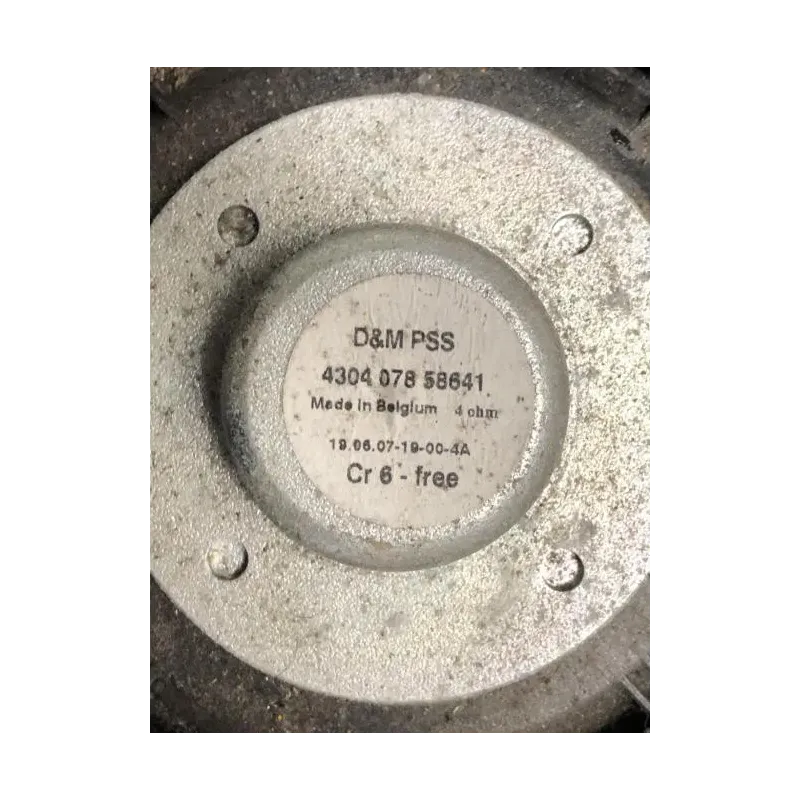 D&M PSS
4304 078 58641
Made in Belgium 4 ohm
19.06.07-19-00-4A
Cr 6 - free